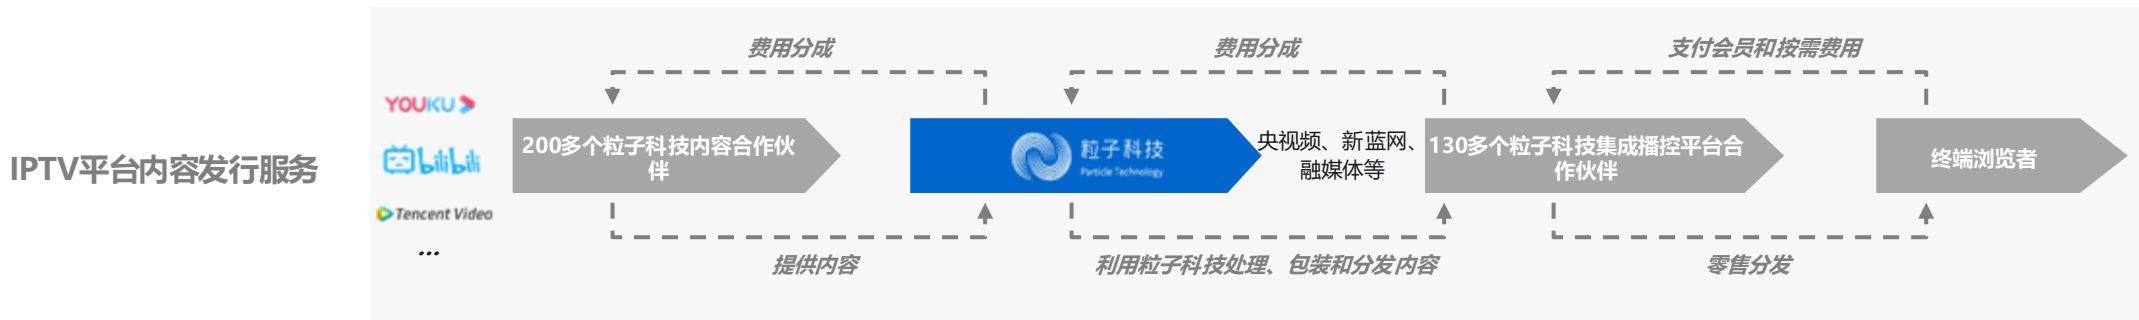 IPTV平台内容发行服务
YOUKU
bilibili
Tencent Video
...
费用分成
费用分成
支付会员和按需费用
200多个粒子科技内容合作伙
伴
粒子科技
Particle Technology
央视频、新蓝网、
融媒体等
130多个粒子科技集成播控平台合
作伙伴
终端浏览者
提供内容
利用粒子科技处理、包装和分发内容
零售分发